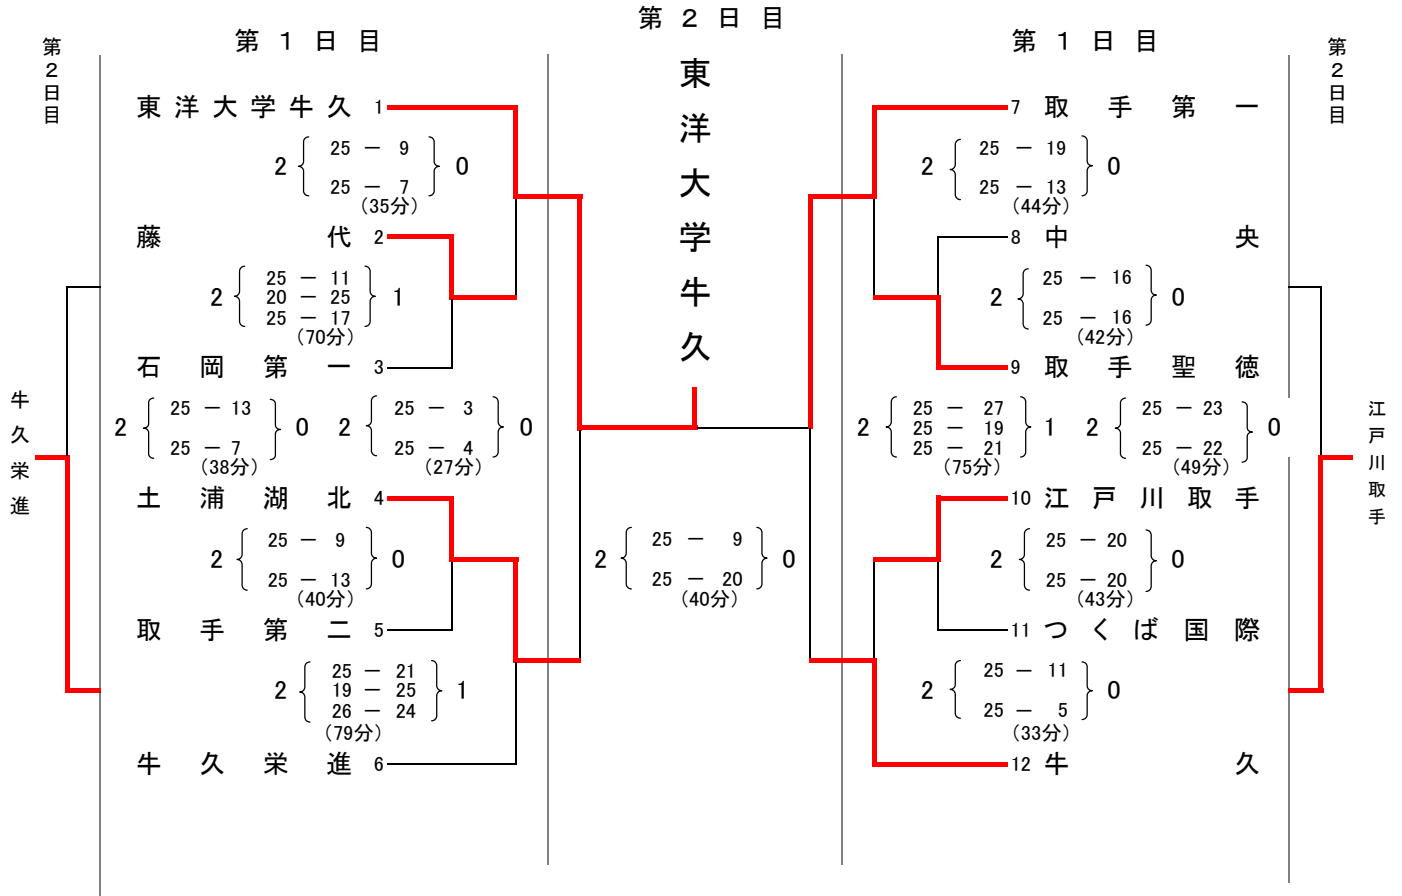 第２日目
第１日目
第１日目
第２日目
第２日目
東洋大学牛久
東洋大学牛久 1
2 25 － 9 0
25 － 7
(35分)
藤代 2
2 25 － 11 1
20 － 25
25 － 17
(70分)
石岡第一 3
2 25 － 13 0
25 － 7
(38分)
2 25 － 3 0
25 － 4
(27分)
土浦湖北 4
2 25 － 9 0
25 － 13
(40分)
取手第二 5
2 25 － 21 1
19 － 25
26 － 24
(79分)
牛久栄進 6
牛久栄進
2 25 － 9 0
25 － 20
(40分)
7 取手第一
2 25 － 19 0
25 － 13
(44分)
8 中央
2 25 － 16 0
25 － 16
(42分)
9 取手聖徳
2 25 － 27 1
25 － 19
25 － 21
(75分)
2 25 － 23 0
25 － 22
(49分)
10 江戸川取手
2 25 － 20 0
25 － 20
(43分)
11 つくば国際
2 25 － 11 0
25 － 5
(33分)
12 牛久
江戸川取手